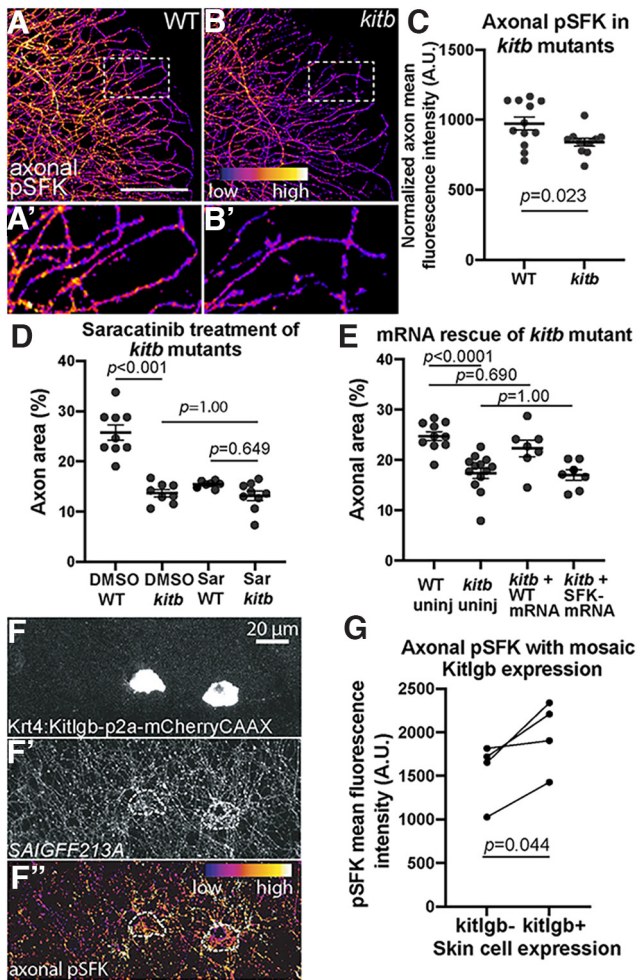 A
WT
axonal
pSFK
B
kitb
low high
A'
B'
C
Axonal pSFK in
kitb mutants
Normalized axon mean
fluorescence intensity (A.U.)
1500
1000
500
0
p=0.023
WT kitb
D
Saracatinib treatment of
kitb mutants
Axon area (%)
40
30
20
10
0
p<0.001
p=1.00
p=0.649
DMSO DMSO Sar Sar
WT kitb WT kitb
E
mRNA rescue of kitb mutant
Axonal area (%)
40
30
20
10
0
p<0.0001
p=0.690
p=1.00
WT kitb kitb + kitb +
uninj uninj WT SFK-
mRNA mRNA
F
20 µm
Krt4:Kitlgb-p2a-mCherryCAAX
F'
SAIGFF213A
F"
low high
axonal pSFK
G
Axonal pSFK with mosaic
Kitlgb expression
pSFK mean fluorescence
intensity (A.U.)
2500
2000
1500
1000
500
0
p=0.044
kitlgb- kitlgb+
Skin cell expression